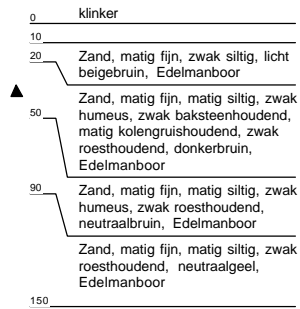 klinker
0
10
20
Zand, matig fijn, zwak siltig, licht
beigebruin, Edelmanboor
Zand, matig fijn, matig siltig, zwak
humeus, zwak baksteenhoudend,
50
matig kolengruishoudend, zwak
roesthoudend, donkerbruin,
Edelmanboor
90
Zand, matig fijn, matig siltig, zwak
humeus, zwak roesthoudend,
neutraalbruin, Edelmanboor
Zand, matig fijn, matig siltig, zwak
roesthoudend, neutraalgeel,
Edelmanboor
150